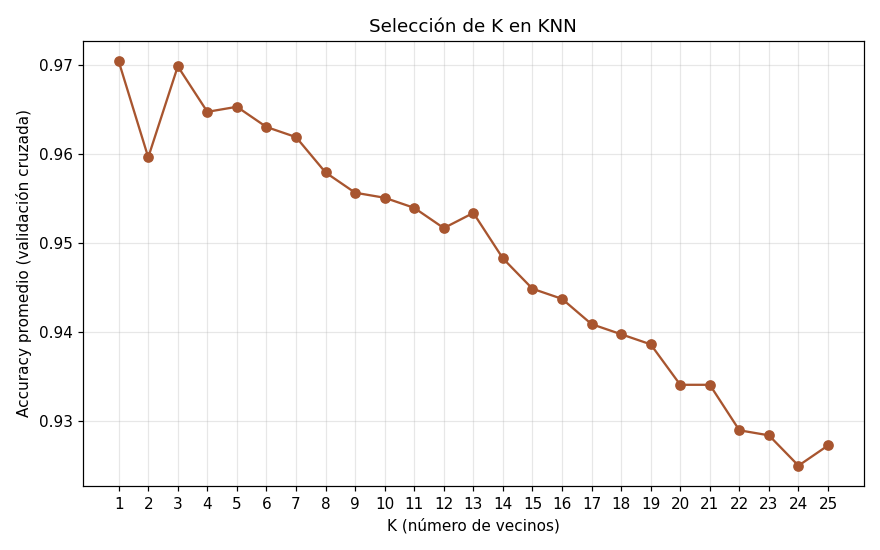 Selección de K en KNN
Accuracy promedio (validación cruzada)
0.97
0.96
0.95
0.94
0.93
1 2 3 4 5 6 7 8 9 10 11 12 13 14 15 16 17 18 19 20 21 22 23 24 25
K (número de vecinos)